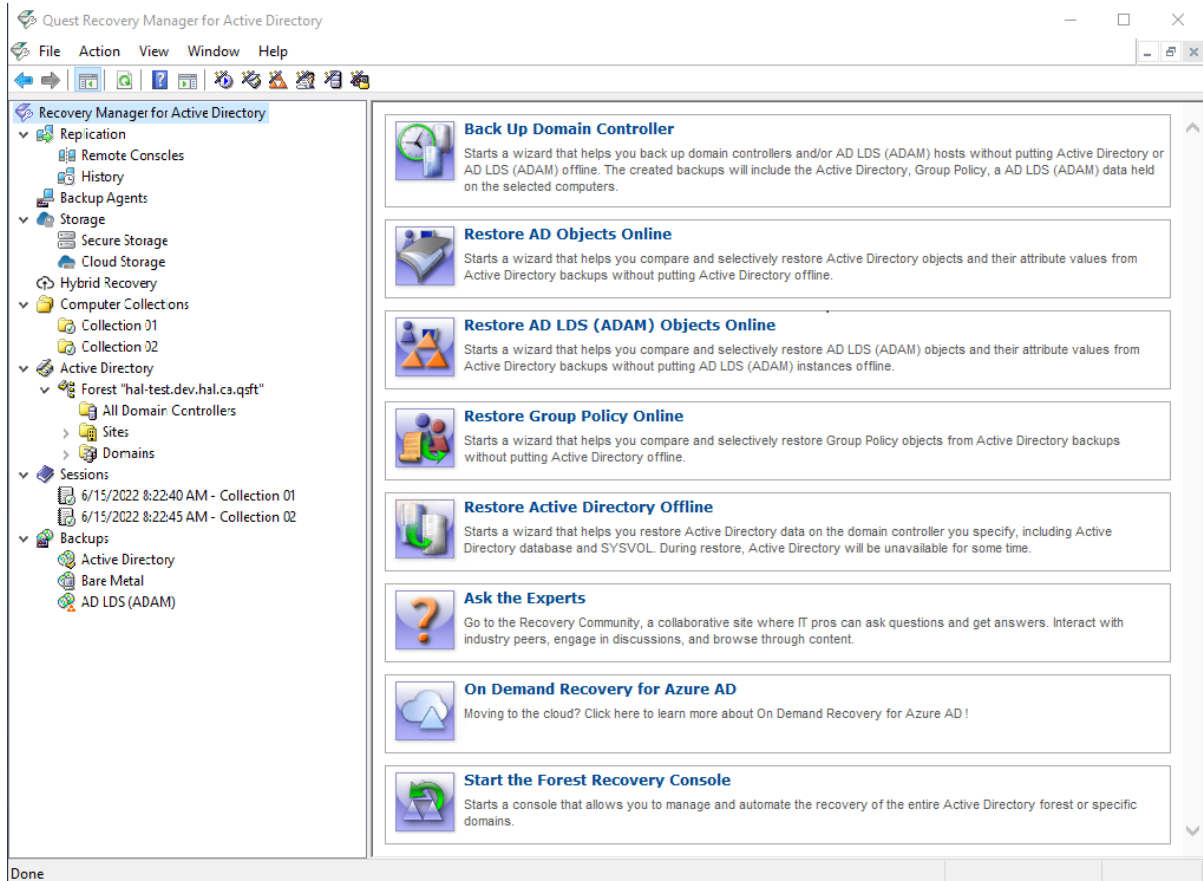 Quest Recovery Manager for Active Directory
File Action View Window Help
Recovery Manager for Active Directory
Replication
Remote Consoles
History
Backup Agents
Storage
Secure Storage
Cloud Storage
Hybrid Recovery
Computer Collections
Collection 01
Collection 02
Active Directory
Forest "hal-test.dev.hal.ca.qsft"
All Domain Controllers
Sites
Domains
Sessions
6/15/2022 8:22:40 AM - Collection 01
6/15/2022 8:22:45 AM - Collection 02
Backups
Active Directory
Bare Metal
AD LDS (ADAM)
Back Up Domain Controller
Starts a wizard that helps you back up domain controllers and/or AD LDS (ADAM) hosts without putting Active Directory or
AD LDS (ADAM) offline. The created backups will include the Active Directory, Group Policy, a AD LDS (ADAM) data held
on the selected computers.
Restore AD Objects Online
Starts a wizard that helps you compare and selectively restore Active Directory objects and their attribute values from
Active Directory backups without putting Active Directory offline.
Restore AD LDS (ADAM) Objects Online
Starts a wizard that helps you compare and selectively restore AD LDS (ADAM) objects and their attribute values from
Active Directory backups without putting AD LDS (ADAM) instances offline.
Restore Group Policy Online
Starts a wizard that helps you compare and selectively restore Group Policy objects from Active Directory backups
without putting Active Directory offline.
Restore Active Directory Offline
Starts a wizard that helps you restore Active Directory data on the domain controller you specify, including Active
Directory database and SYSVOL. During restore, Active Directory will be unavailable for some time.
Ask the Experts
Go to the Recovery Community, a collaborative site where IT pros can ask questions and get answers. Interact with
industry peers, engage in discussions, and browse through content.
On Demand Recovery for Azure AD
Moving to the cloud? Click here to learn more about On Demand Recovery for Azure AD !
Start the Forest Recovery Console
Starts a console that allows you to manage and automate the recovery of the entire Active Directory forest or specific
domains.
Done